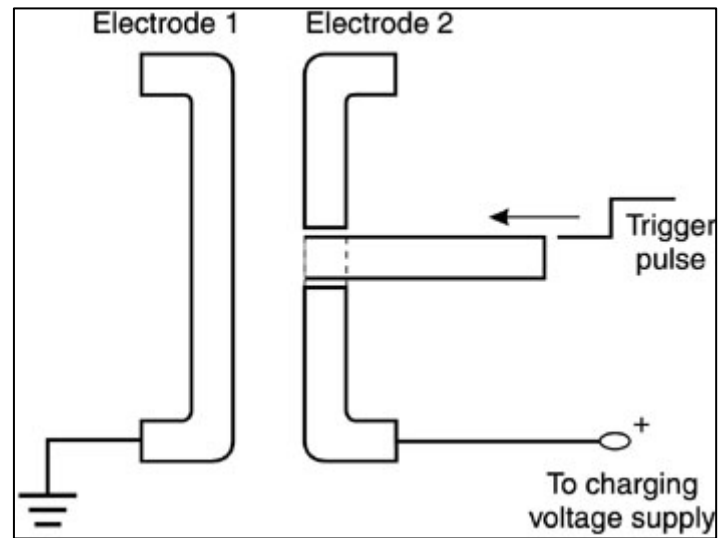 Electrode 1
Electrode 2
Trigger
pulse
+
To charging
voltage supply